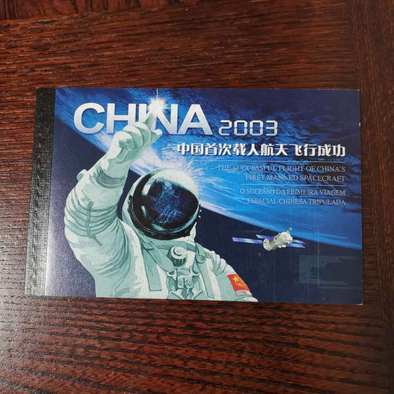 CHINA 2003
中国首次载人航天飞行成功
THE SUCCESSFUL FLIGHT OF CHINA'S
FIRST MANNED SPACECRAFT
O SUCESSO DA PRIMEIRA VIAGEM
ESPACIAL CHINESA TRIPULADA